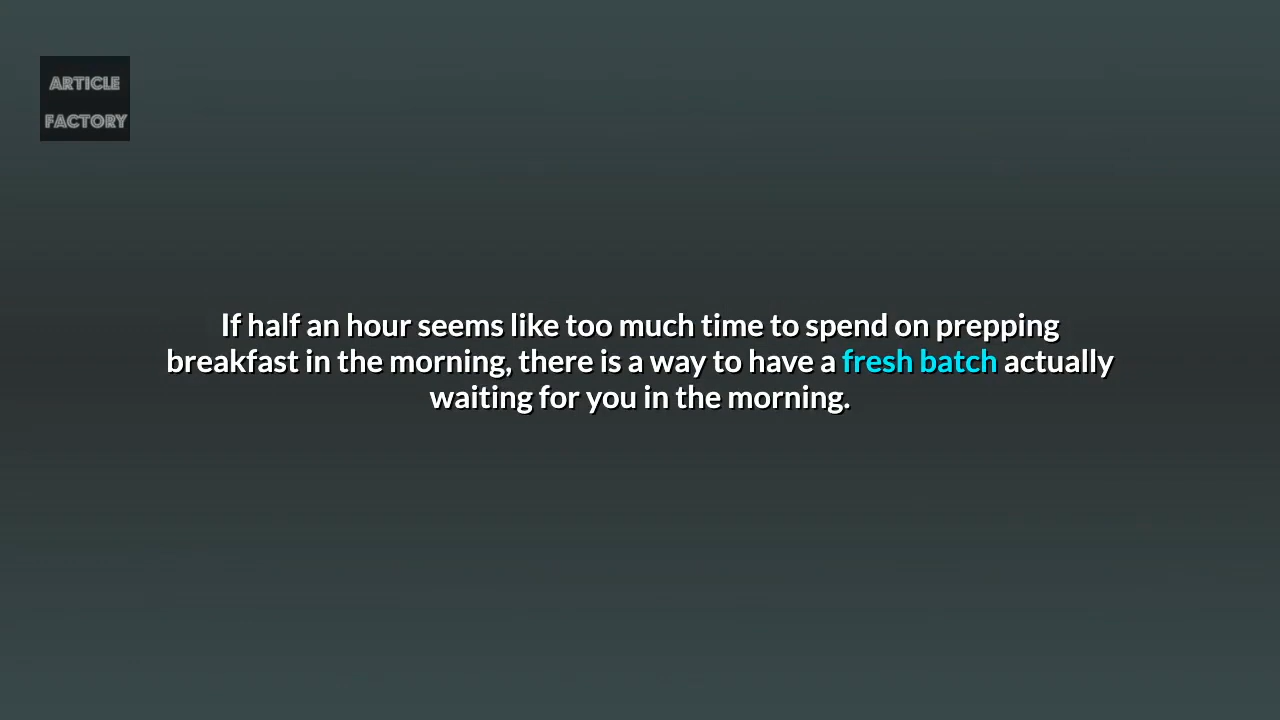 ARTICLE
FACTORY
If half an hour seems like too much time to spend on prepping
breakfast in the morning, there is a way to have a fresh batch actually
waiting for you in the morning.